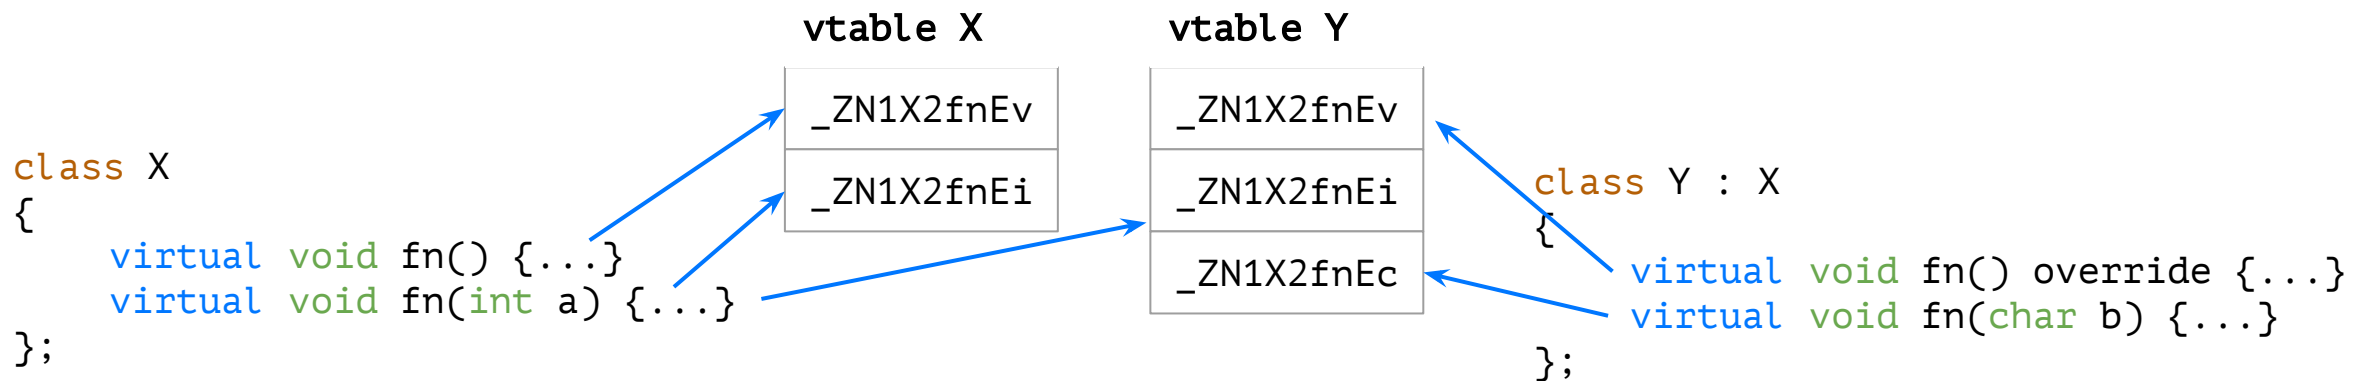 vtable X
vtable Y
_ZN1X2fnEv
_ZN1X2fnEi
_ZN1X2fnEv
_ZN1X2fnEi
_ZN1X2fnEc
class X
{
    virtual void fn() {...}
    virtual void fn(int a) {...}
};
class Y : X
{
    virtual void fn() override {...}
    virtual void fn(char b) {...}
};